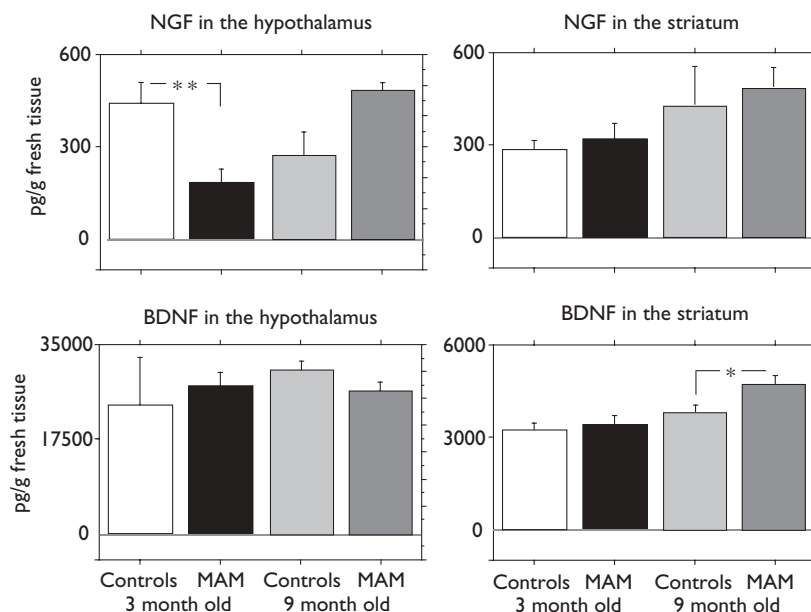 NGF in the hypothalamus
600
300
0
pg/g fresh tissue
**
NGF in the striatum
600
300
0
BDNF in the hypothalamus
35000
17500
0
pg/g fresh tissue
Controls MAM Controls MAM
3 month old 9 month old
BDNF in the striatum
6000
3000
0
*
Controls MAM Controls MAM
3 month old 9 month old